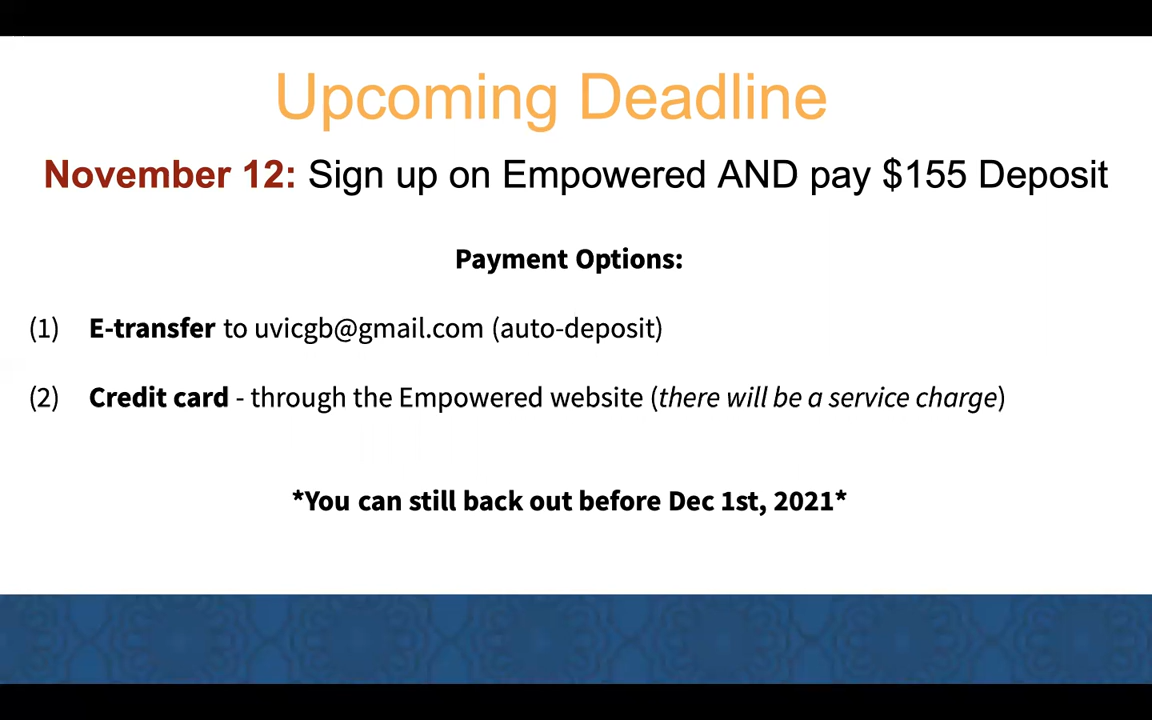 Upcoming Deadline
November 12: Sign up on Empowered AND pay $155 Deposit
Payment Options:
(1) E-transfer to uvicgb@gmail.com (auto-deposit)
(2) Credit card - through the Empowered website (there will be a service charge)
*You can still back out before Dec 1st, 2021*